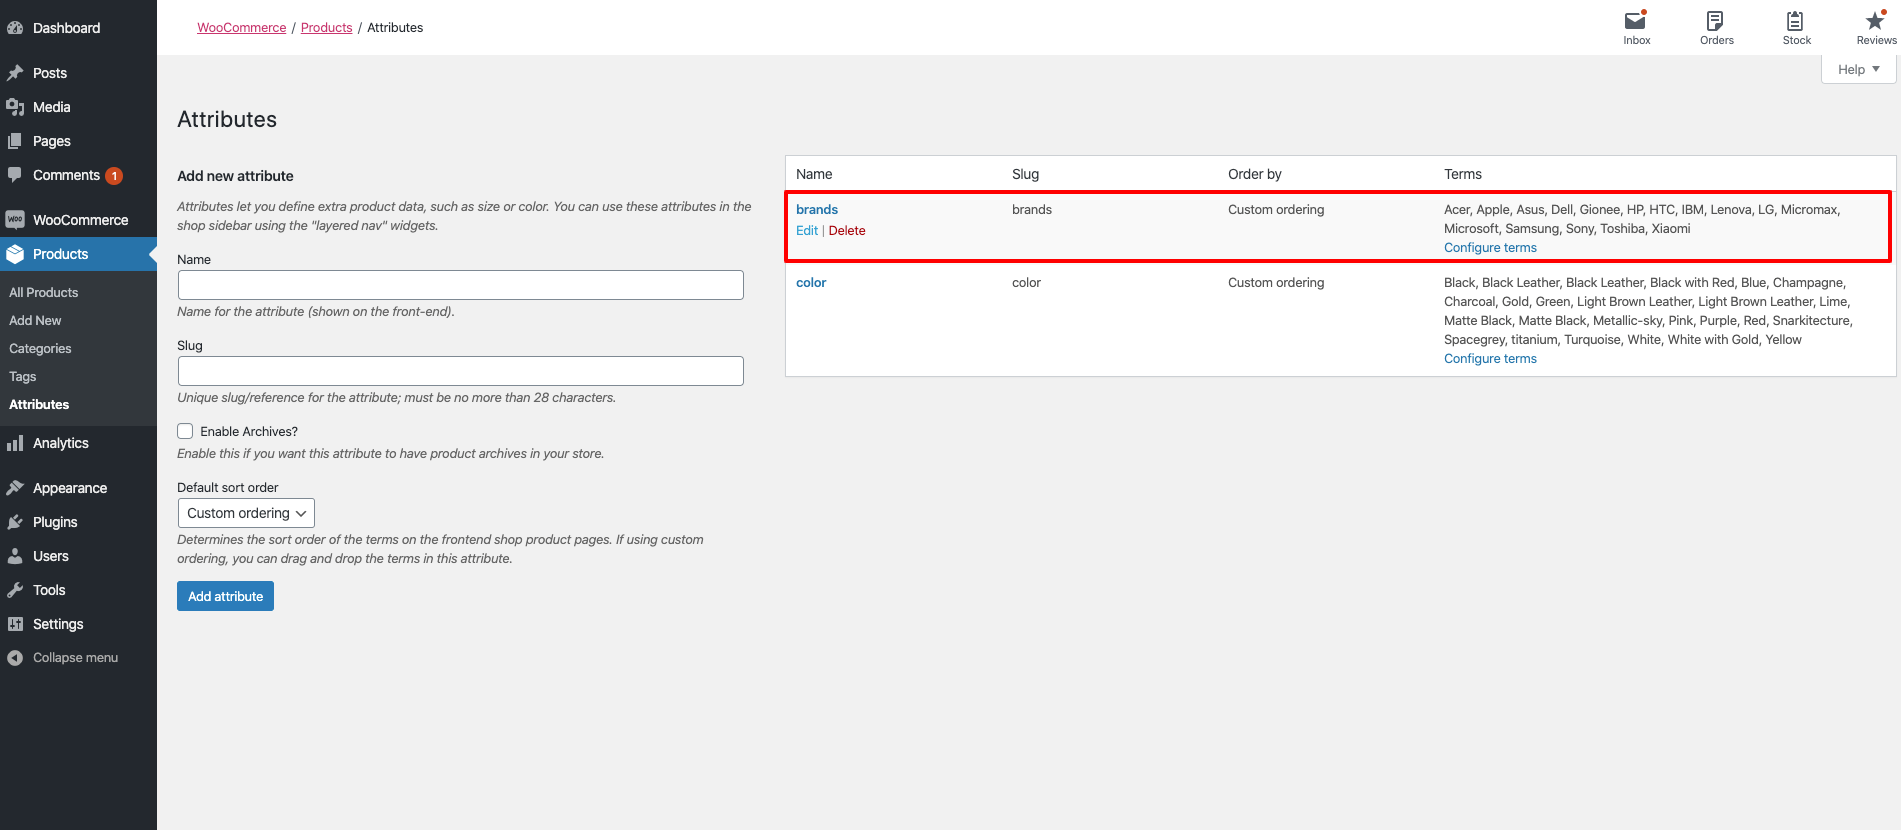 Dashboard
Posts
Media
Pages
Comments 1
WooCommerce
Products
All Products
Add New
Categories
Tags
Attributes
Analytics
Appearance
Plugins
Users
Tools
Settings
Collapse menu
WooCommerce / Products / Attributes
Inbox
Orders
Stock
Reviews
Help
Attributes
Add new attribute
Attributes let you define extra product data, such as size or color. You can use these attributes in the
shop sidebar using the "layered nav" widgets.
Name
Name for the attribute (shown on the front-end).
Slug
Unique slug/reference for the attribute; must be no more than 28 characters.
Enable Archives?
Enable this if you want this attribute to have product archives in your store.
Default sort order
Custom ordering
Determines the sort order of the terms on the frontend shop product pages. If using custom
ordering, you can drag and drop the terms in this attribute.
Add attribute
Name Slug Order by Terms
brands brands Custom ordering Acer, Apple, Asus, Dell, Gionee, HP, HTC, IBM, Lenova, LG, Micromax,
Edit | Delete Microsoft, Samsung, Sony, Toshiba, Xiaomi
Configure terms
color color Custom ordering Black, Black Leather, Black Leather, Black with Red, Blue, Champagne,
Charcoal, Gold, Green, Light Brown Leather, Light Brown Leather, Lime,
Matte Black, Matte Black, Metallic-sky, Pink, Purple, Red, Snarkitecture,
Spacegrey, titanium, Turquoise, White, White with Gold, Yellow
Configure terms